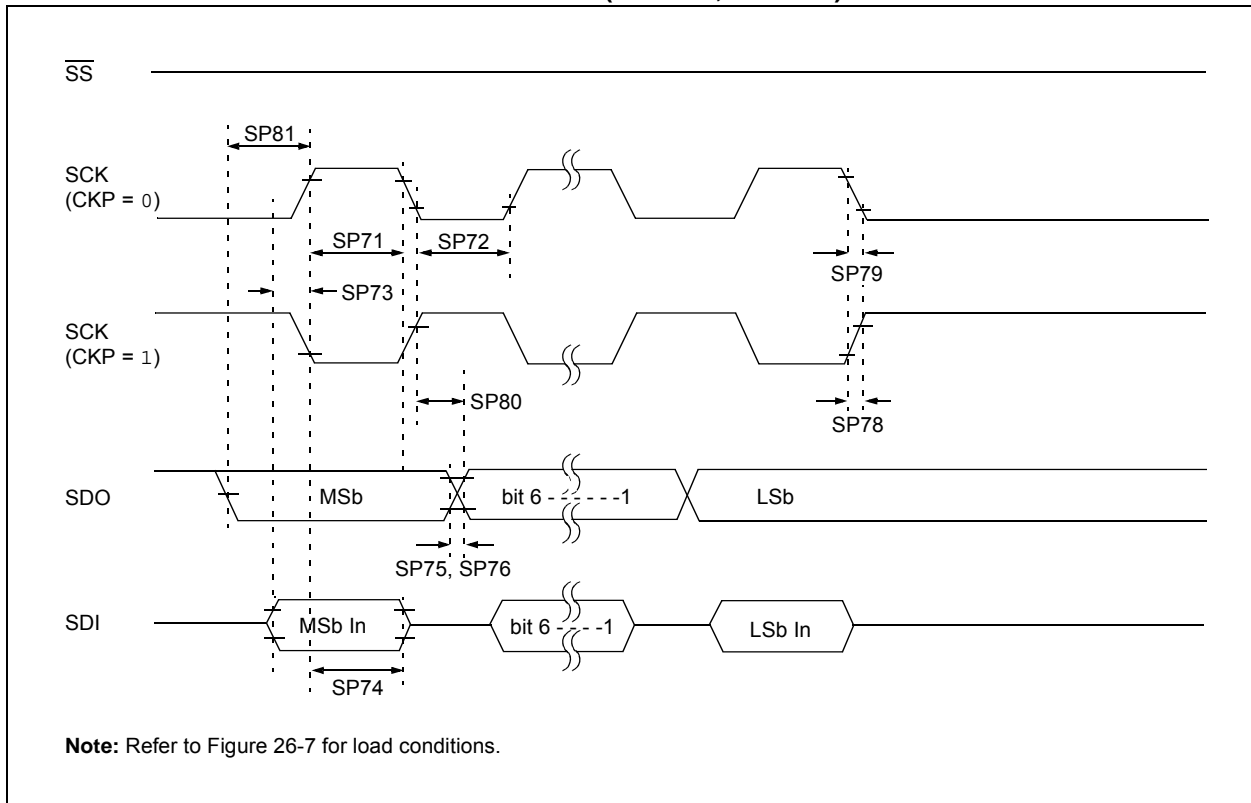 SS
SP81
SCK
(CKP = 0)
SP71
SP72
SP79
SP73
SCK
(CKP = 1)
SP80
SP78
SDO
MSb
bit 6 - - - - - -1
LSb
SP75, SP76
SDI
MSb In
bit 6 - - - -1
LSb In
SP74
Note: Refer to Figure 26-7 for load conditions.